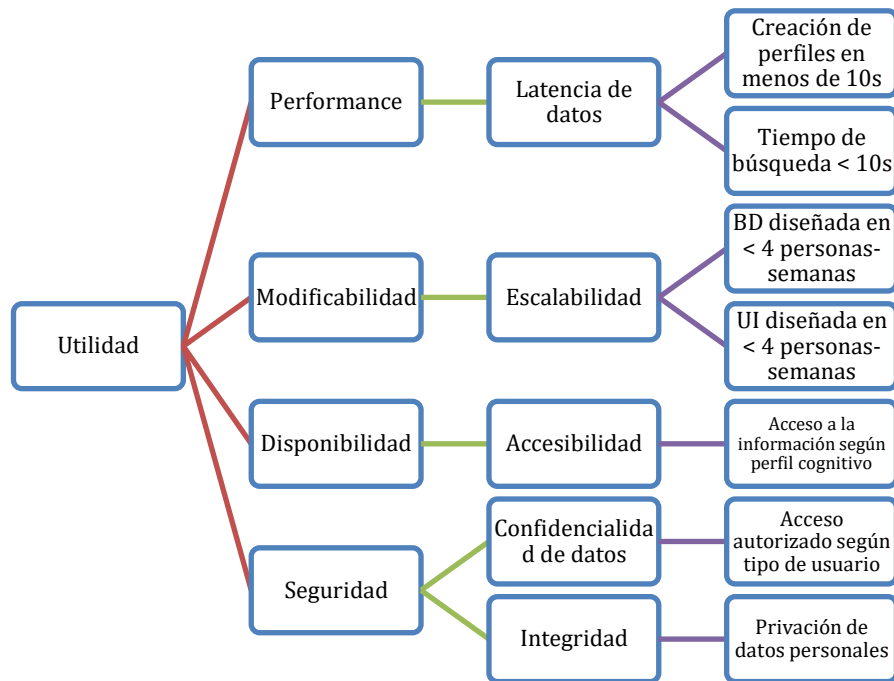 Utilidad
Performance
Latencia de
datos
Creación de
perfiles en
menos de 10s
Tiempo de
búsqueda < 10s
Modificabilidad
Escalabilidad
BD diseñada en
< 4 personas-
semanas
UI diseñada en
< 4 personas-
semanas
Disponibilidad
Accesibilidad
Acceso a la
información según
perfil cognitivo
Seguridad
Confidencialida
d de datos
Acceso
autorizado según
tipo de usuario
Integridad
Privación de
datos personales